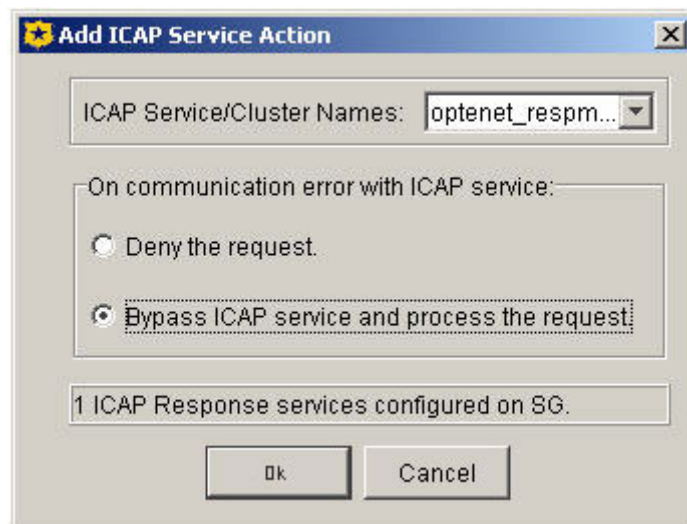 Add ICAP Service Action
ICAP Service/Cluster Names: optenet_respm...
On communication error with ICAP service:
Deny the request.
Bypass ICAP service and process the request.
1 ICAP Response services configured on SG.
Ok Cancel